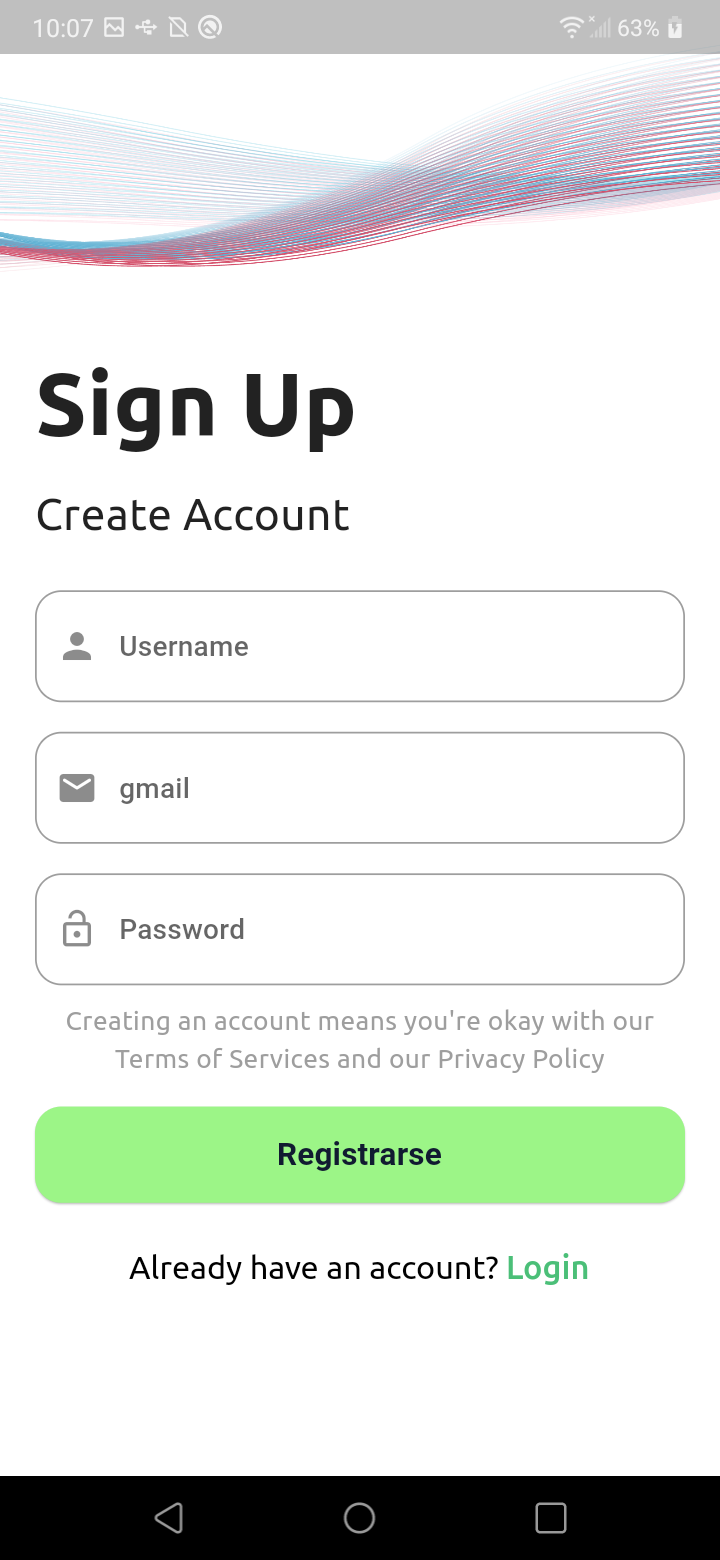 10:07 63%
Sign Up
Create Account
Username
gmail
Password
Creating an account means you're okay with our
Terms of Services and our Privacy Policy
Registrarse
Already have an account? Login